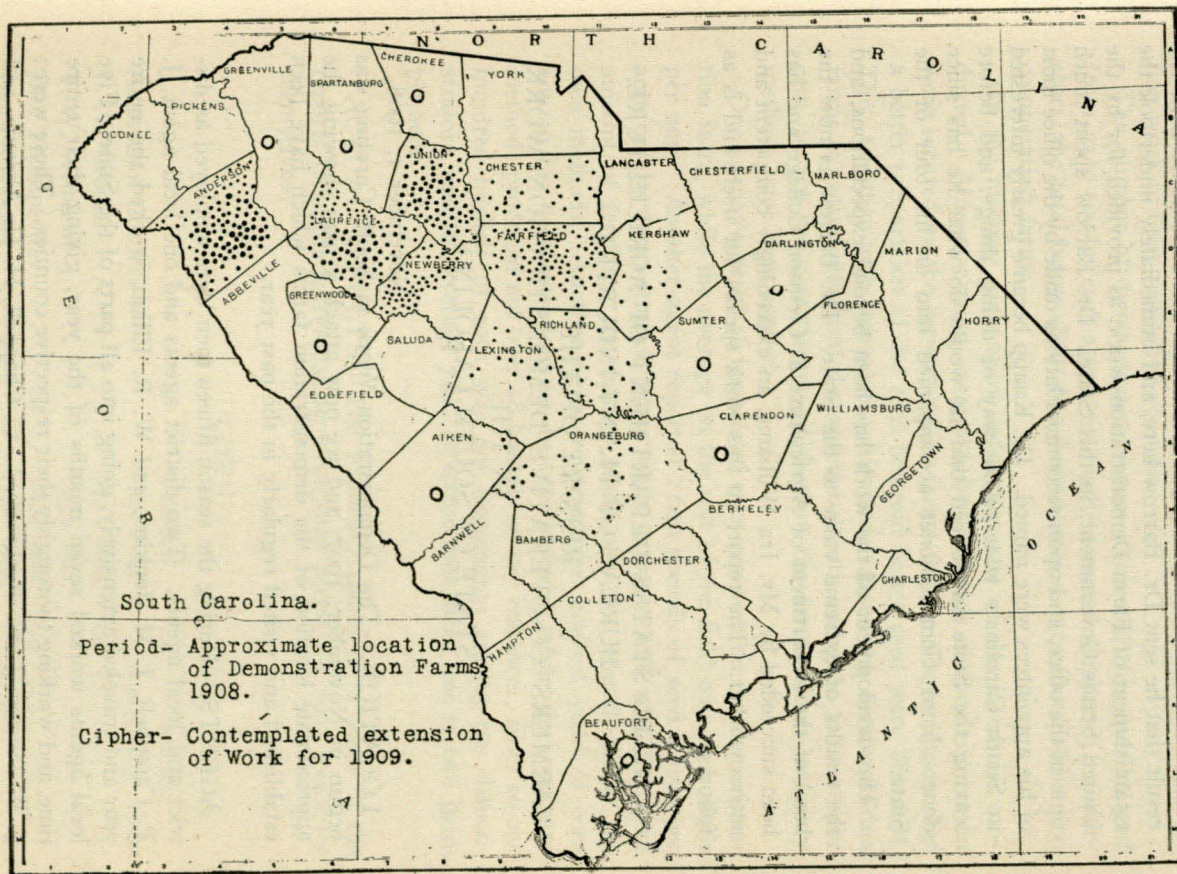 NORTH CAROLINA
GREENVILLE
SPARTANBURG
CHEROKEE
YORK
PICKENS
OCONEE
UNION
CHESTER
LANCASTER
CHESTERFIELD
MARLBORO
ANDERSON
LAURENCE
FAIRFIELD
KERSHAW
DARLINGTON
MARION
NEWBERRY
ABBEVILLE
GREENWOOD
FLORENCE
HORRY
RICHLAND
SUMTER
SALUDA
LEXINGTON
EDGEFIELD
CLARENDON
WILLIAMSBURG
AIKEN
ORANGEBURG
GEORGETOWN
BERKELEY
BARNWELL
BAMBERG
DORCHESTER
CHARLESTON
COLLETON
HAMPTON
BEAUFORT
GEORGIA
ATLANTIC OCEAN
South Carolina.
Period- Approximate location
of Demonstration Farms
1908.
Cipher- Contemplated extension
of Work for 1909.